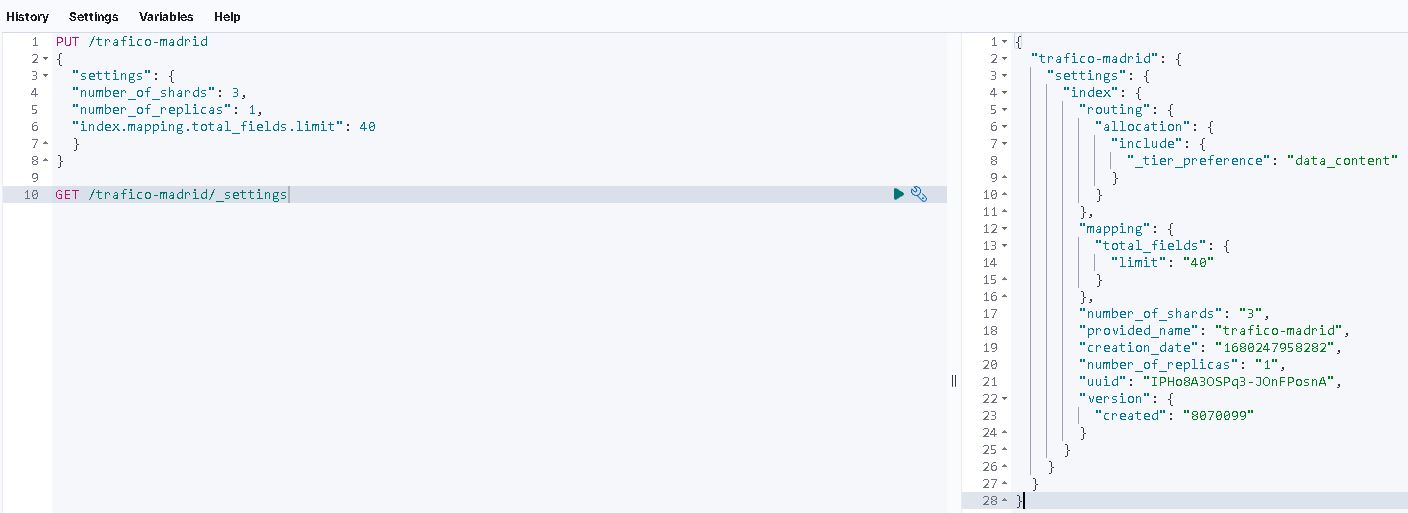 History Settings Variables Help
1 PUT /trafico-madrid
2 {
3 "settings": {
4 "number_of_shards": 3,
5 "number_of_replicas": 1,
6 "index.mapping.total_fields.limit": 40
7 }
8 }
9
10 GET /trafico-madrid/_settings
1 {
2 "trafico-madrid": {
3 "settings": {
4 "index": {
5 "routing": {
6 "allocation": {
7 "include": {
8 "_tier_preference": "data_content"
9 }
10 }
11 },
12 "mapping": {
13 "total_fields": {
14 "limit": "40"
15 }
16 },
17 "number_of_shards": "3",
18 "provided_name": "trafico-madrid",
19 "creation_date": "1680247958282",
20 "number_of_replicas": "1",
21 "uuid": "IPHo8A3OSPq3-JOnFPosnA",
22 "version": {
23 "created": "8070099"
24 }
25 }
26 }
27 }
28 }